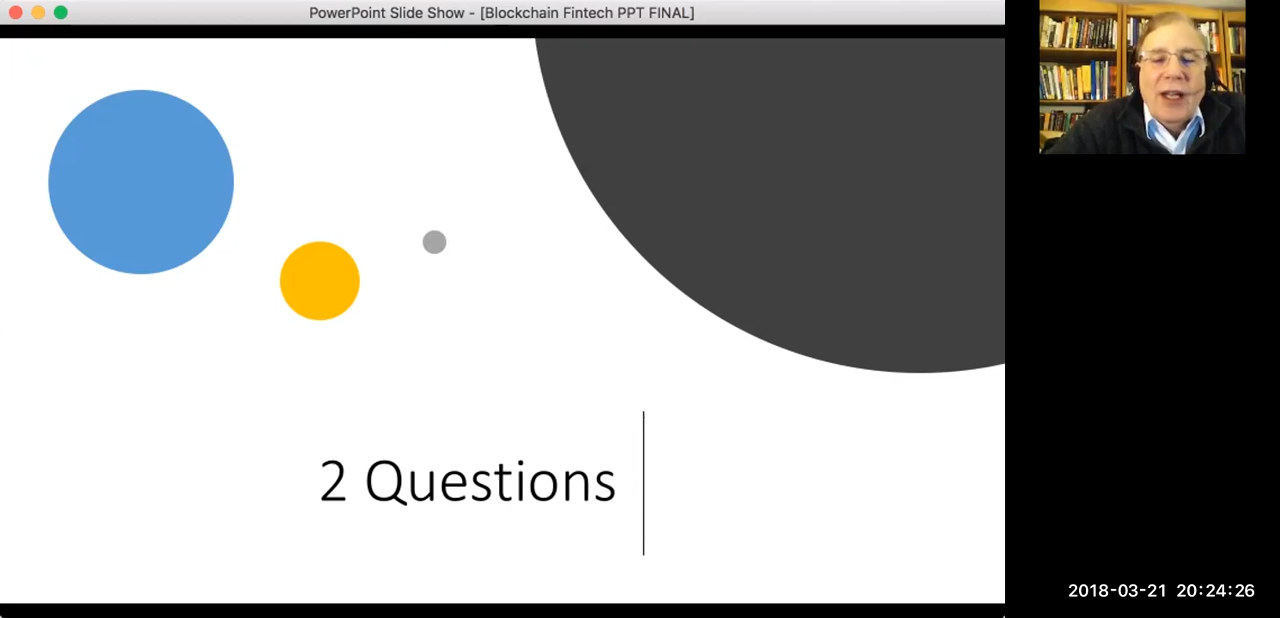 PowerPoint Slide Show - [Blockchain Fintech PPT FINAL]
2 Questions
2018-03-21 20:24:26